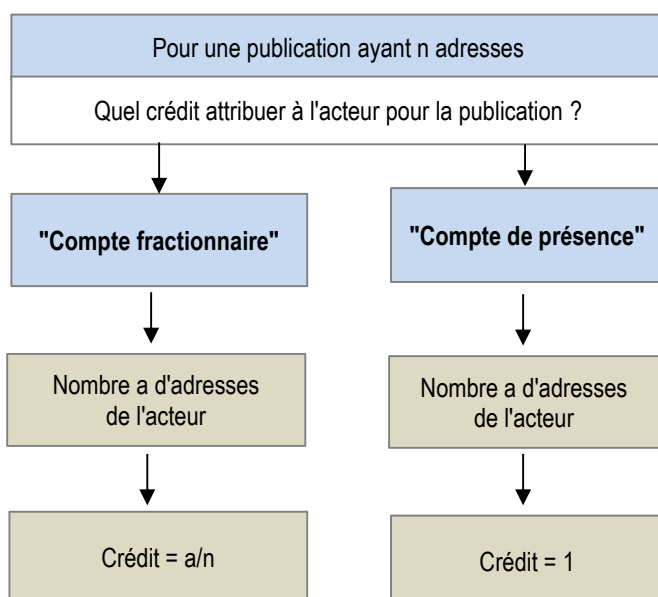 Pour une publication ayant n adresses
Quel crédit attribuer à l'acteur pour la publication ?
"Compte fractionnaire"
"Compte de présence"
Nombre a d'adresses
de l'acteur
Nombre a d'adresses
de l'acteur
Crédit = a/n
Crédit = 1